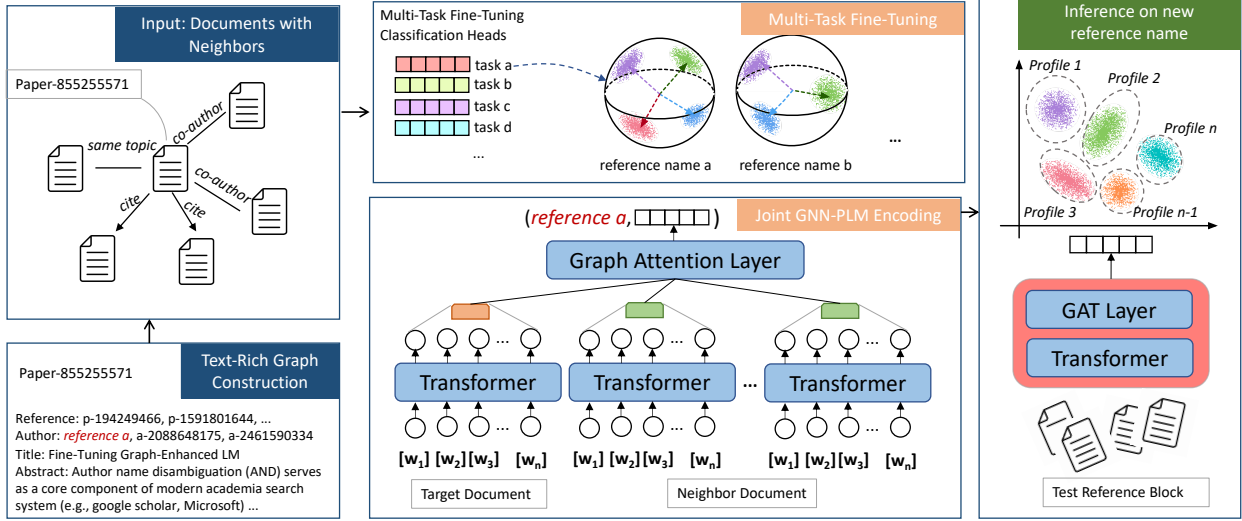 Input: Documents with
Neighbors
Paper-855255571
co-author
same topic
co-author
cite
cite
Text-Rich Graph
Construction
Paper-855255571
Reference: p-194249466, p-1591801644, ...
Author: reference a, a-2088648175, a-2461590334
Title: Fine-Tuning Graph-Enhanced LM
Abstract: Author name disambiguation (AND) serves
as a core component of modern academia search
system (e.g., google scholar, Microsoft) ...
Multi-Task Fine-Tuning
Classification Heads
task a
task b
task c
task d
...
Multi-Task Fine-Tuning
reference name a
reference name b
...
Joint GNN-PLM Encoding
(reference a, )
Graph Attention Layer
... ... ...
Transformer Transformer ... Transformer
... ... ...
[w1] [w2] [w3] [wn] [w1] [w2] [w3] [wn] [w1] [w2] [w3] [wn]
Target Document
Neighbor Document
Inference on new
reference name
Profile 1
Profile 2
Profile n
Profile 3
Profile n-1
GAT Layer
Transformer
Test Reference Block